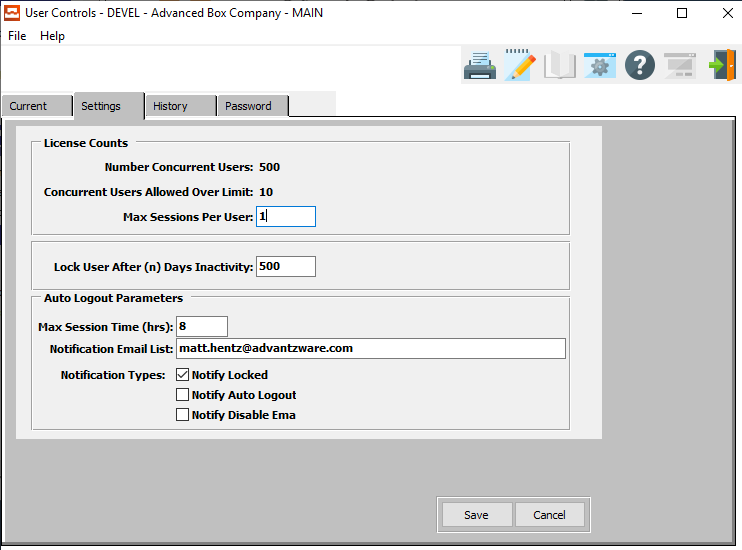 User Controls - DEVEL - Advanced Box Company - MAIN
File Help
Current Settings History Password
License Counts
Number Concurrent Users: 500
Concurrent Users Allowed Over Limit: 10
Max Sessions Per User: 1
Lock User After (n) Days Inactivity: 500
Auto Logout Parameters
Max Session Time (hrs): 8
Notification Email List: matt.hentz@advantzware.com
Notification Types: Notify Locked
Notify Auto Logout
Notify Disable Ema
Save Cancel